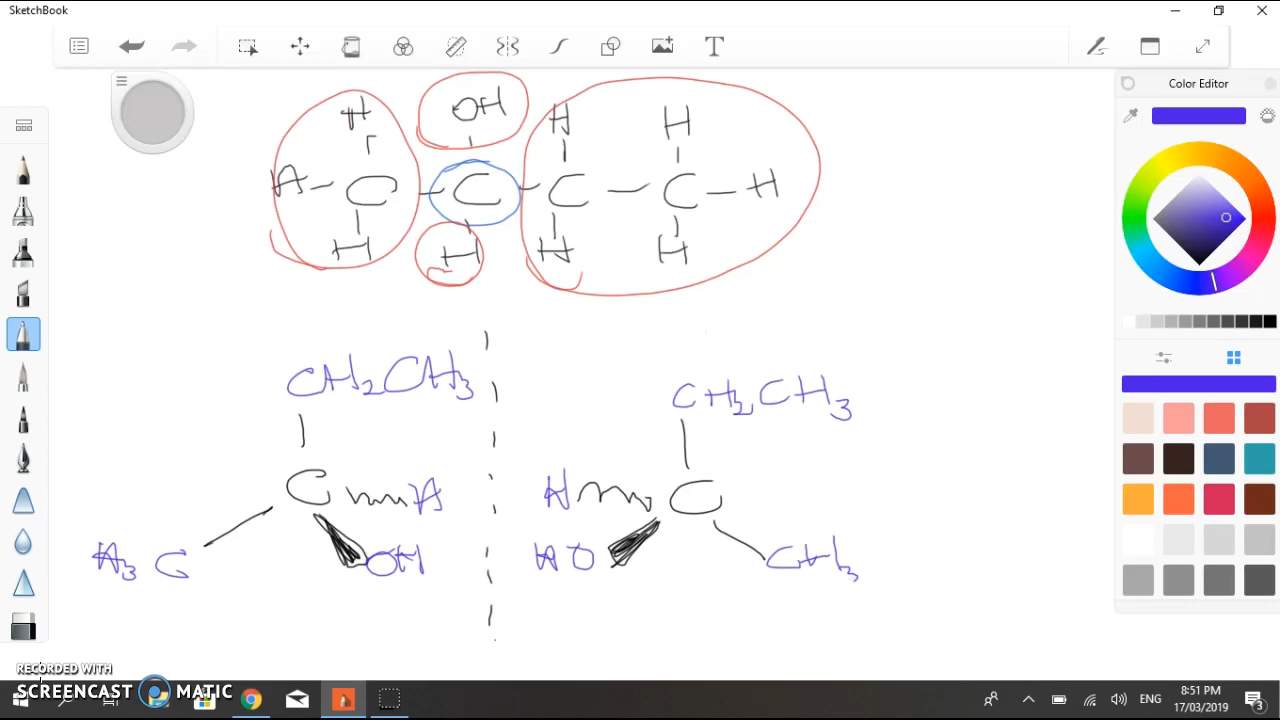 SketchBook
T
Color Editor
H OH H H
H C C C C H
H H H H
CH2CH3 CH2CH3
C H H C
H3C OH HO CH3
RECORDED WITH
SCREENCAST MATIC
ENG
8:51 PM
17/03/2019
3